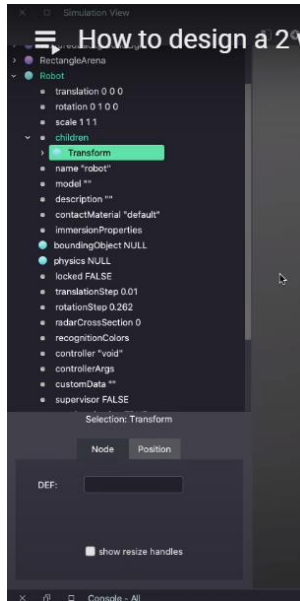 Simulation View
How to design a 2
RectangleArena
Robot
translation 0 0 0
rotation 0 1 0 0
scale 1 1 1
children
Transform
name "robot"
model ""
description ""
contactMaterial "default"
immersionProperties
boundingObject NULL
physics NULL
locked FALSE
translationStep 0.01
rotationStep 0.262
radarCrossSection 0
recognitionColors
controller "void"
controllerArgs
customData ""
supervisor FALSE
Selection: Transform
Node Position
DEF:
show resize handles
Console - All